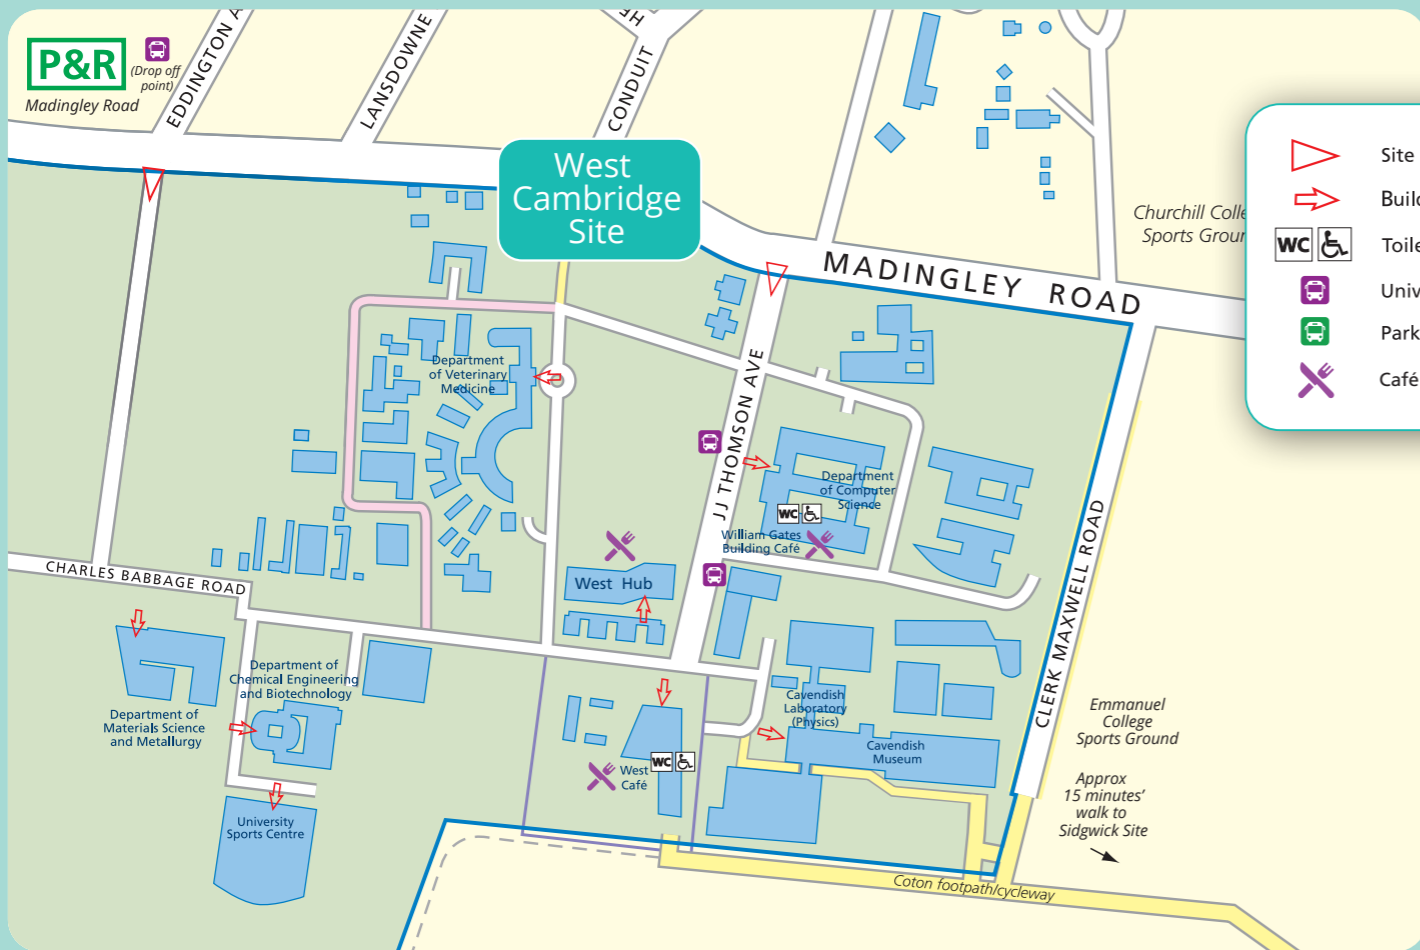 P&R
(Drop off
point)
Madingley Road
EDDINGTON A
LANSDOWNE
HE
CONDUIT
West
Cambridge
Site
MADINGLEY ROAD
Churchill Colle
Sports Groun
Site
Build
WC
Toile
Univ
Park
Café
Department
of Veterinary
Medicine
JJ THOMSON AVE
Department
of Computer
Science
WC
William Gates
Building Café
West Hub
CHARLES BABBAGE ROAD
CLERK MAXWELL ROAD
Department of
Chemical Engineering
and Biotechnology
Department of
Materials Science
and Metallurgy
Cavendish
Laboratory
(Physics)
Cavendish
Museum
WC
West
Café
University
Sports Centre
Emmanuel
College
Sports Ground
Approx
15 minutes'
walk to
Sidgwick Site
Coton footpath/cycleway